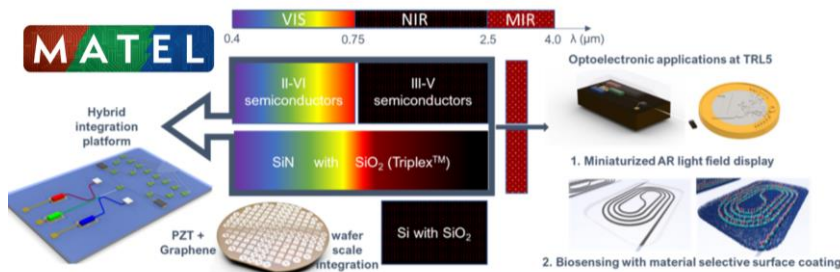 VIS NIR MIR
0.4 0.75 2.5 4.0 λ (μm)
MATEL
Optoelectronic applications at TRL5
II-VI
semiconductors
III-V
semiconductors
Hybrid
integration
platform
SiN with SiO₂ (Triplex™)
1. Miniaturized AR light field display
PZT +
Graphene
wafer
scale
integration
Si with SiO₂
2. Biosensing with material selective surface coating